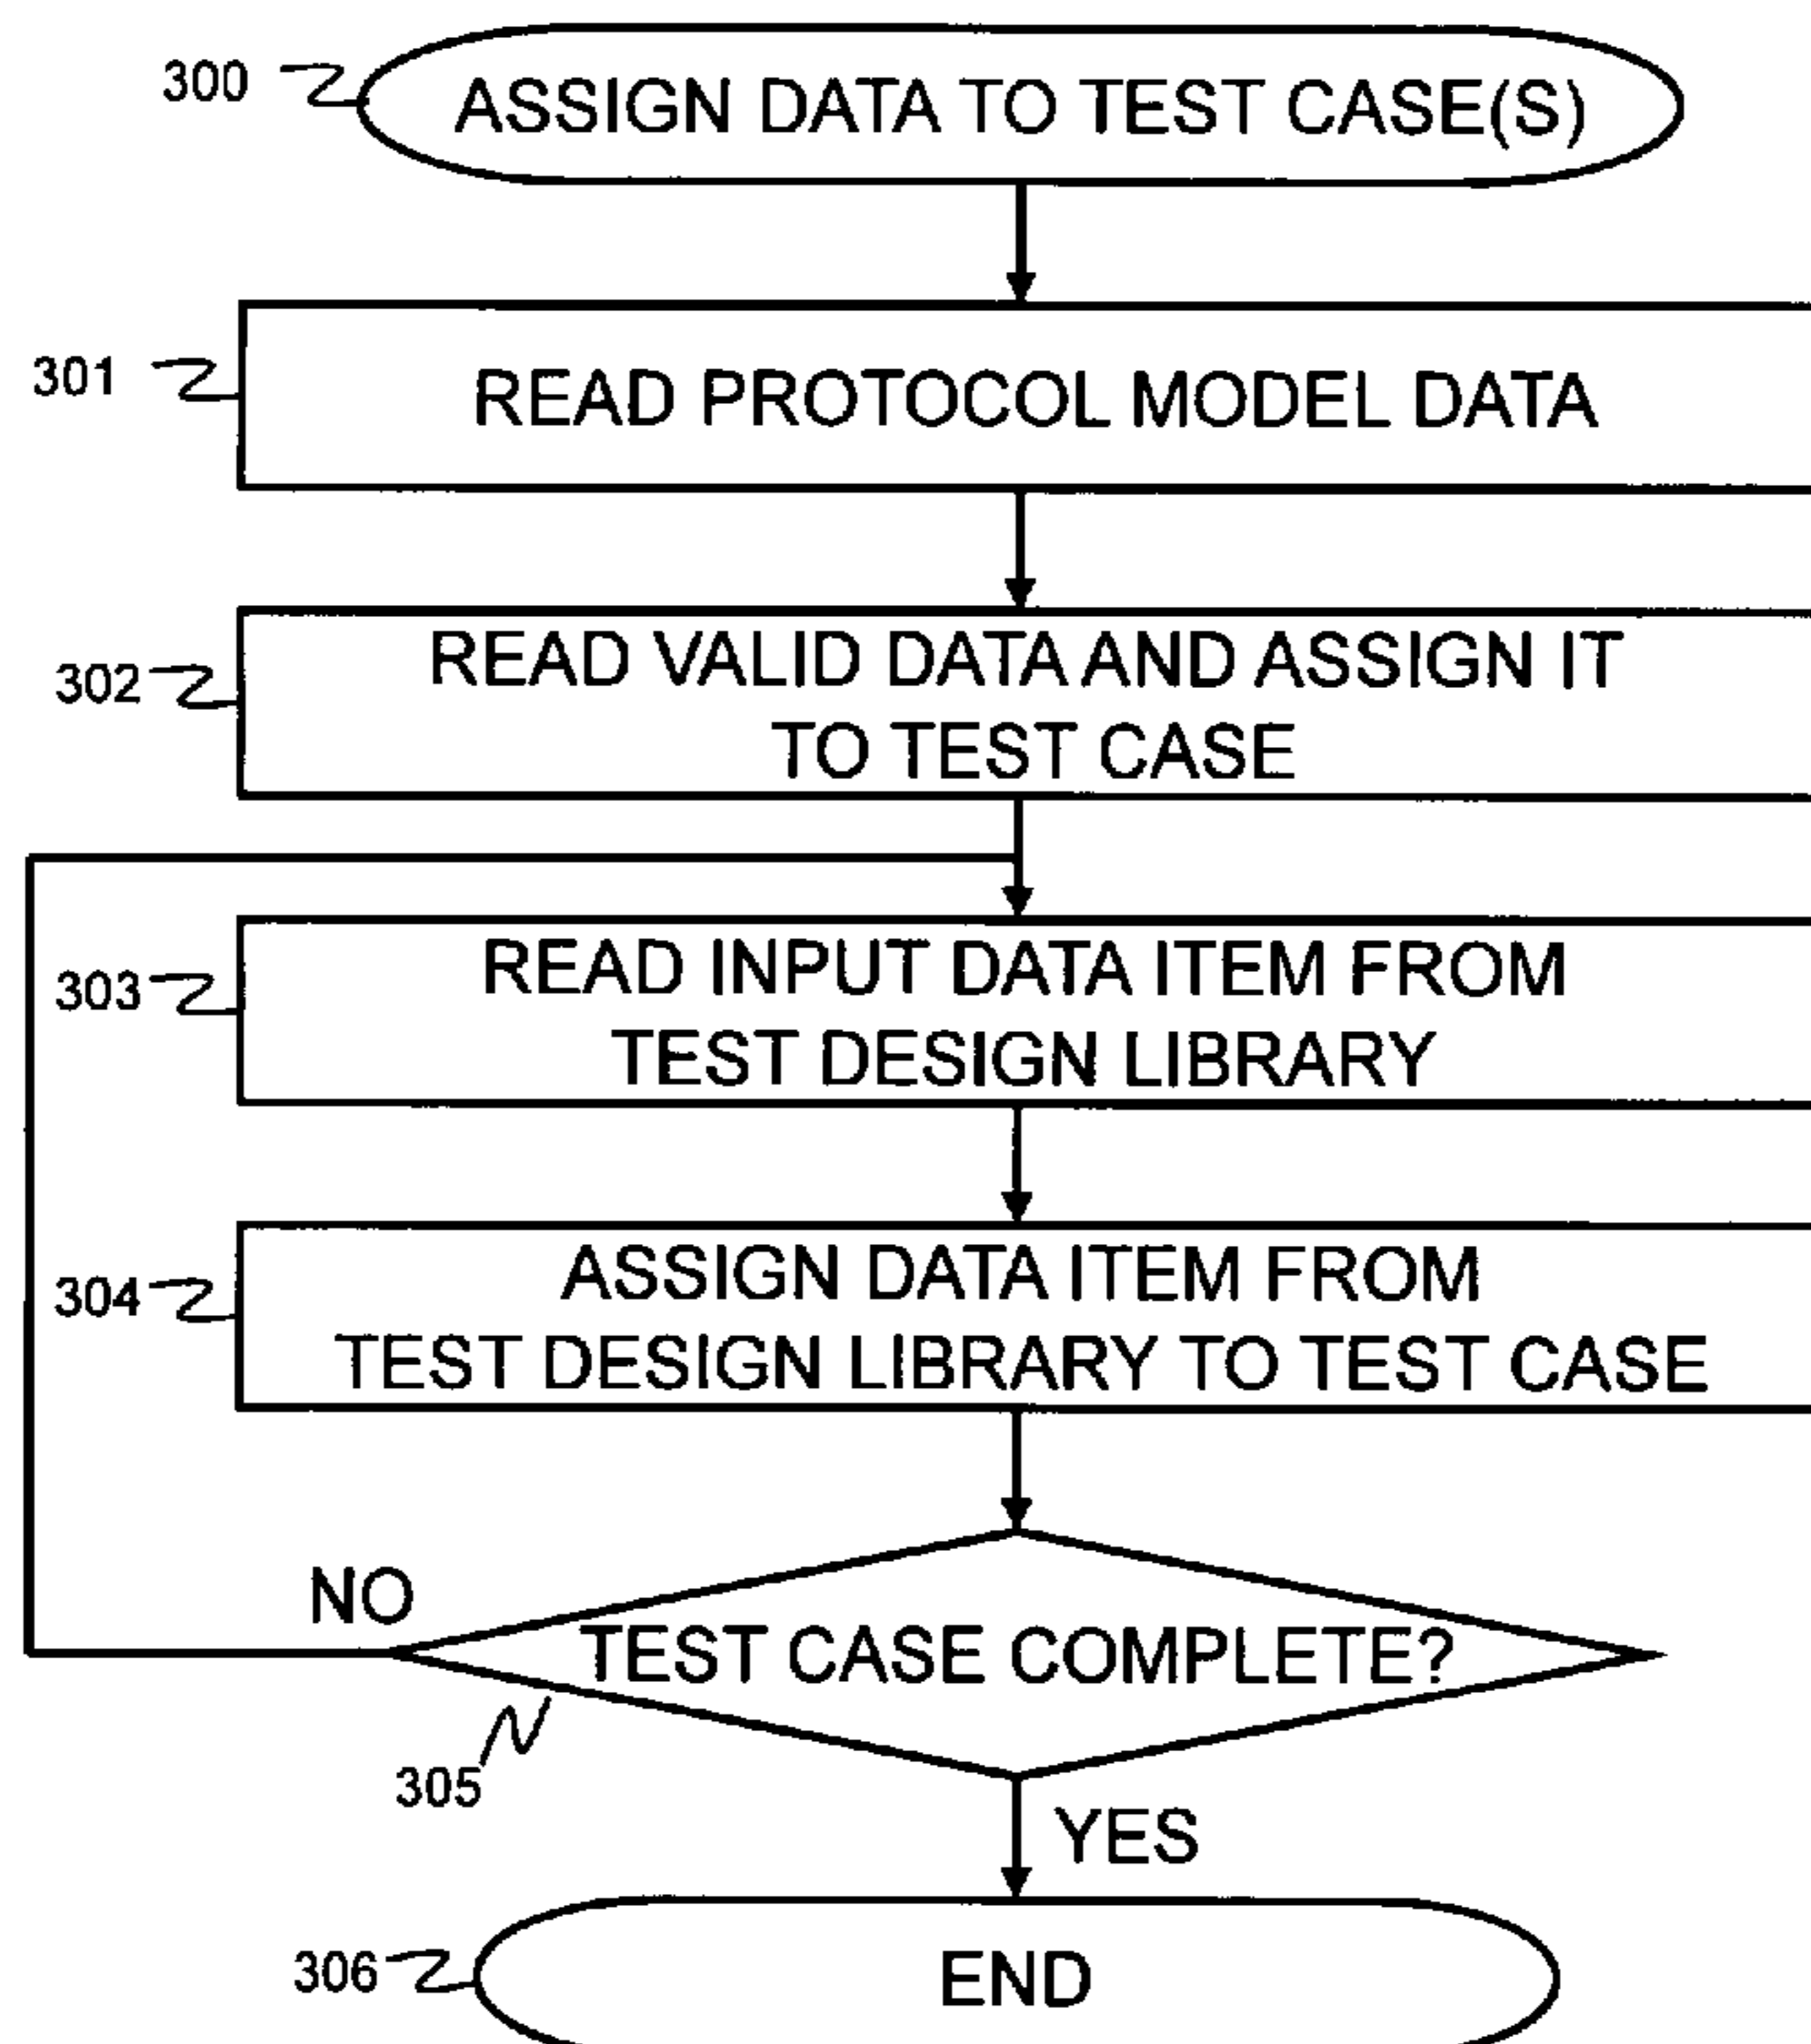 300
ASSIGN DATA TO TEST CASE(S)
301
READ PROTOCOL MODEL DATA
302
READ VALID DATA AND ASSIGN IT
TO TEST CASE
303
READ INPUT DATA ITEM FROM
TEST DESIGN LIBRARY
304
ASSIGN DATA ITEM FROM
TEST DESIGN LIBRARY TO TEST CASE
NO
TEST CASE COMPLETE?
305
YES
306
END